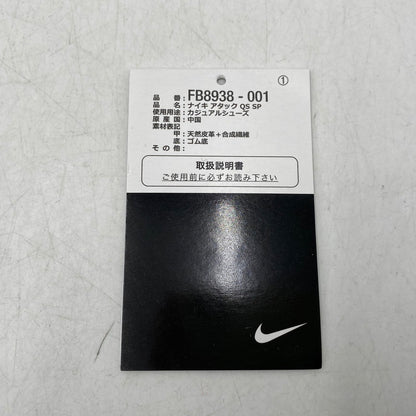 ①
品 番：FB8938 - 001
品 名：ナイキ アタック QS SP
使用用途：カジュアルシューズ
原 産 国：中国
素材表記
甲：天然皮革＋合成繊維
底：ゴム底
そ の 他：
取扱説明書
ご使用前に必ずお読み下さい